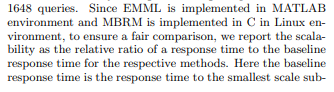 1648 queries. Since EMML is implemented in MATLAB
environment and MBRM is implemented in C in Linux en-
vironment, to ensure a fair comparison, we report the scala-
bility as the relative ratio of a response time to the baseline
response time for the respective methods. Here the baseline
response time is the response time to the smallest scale sub-